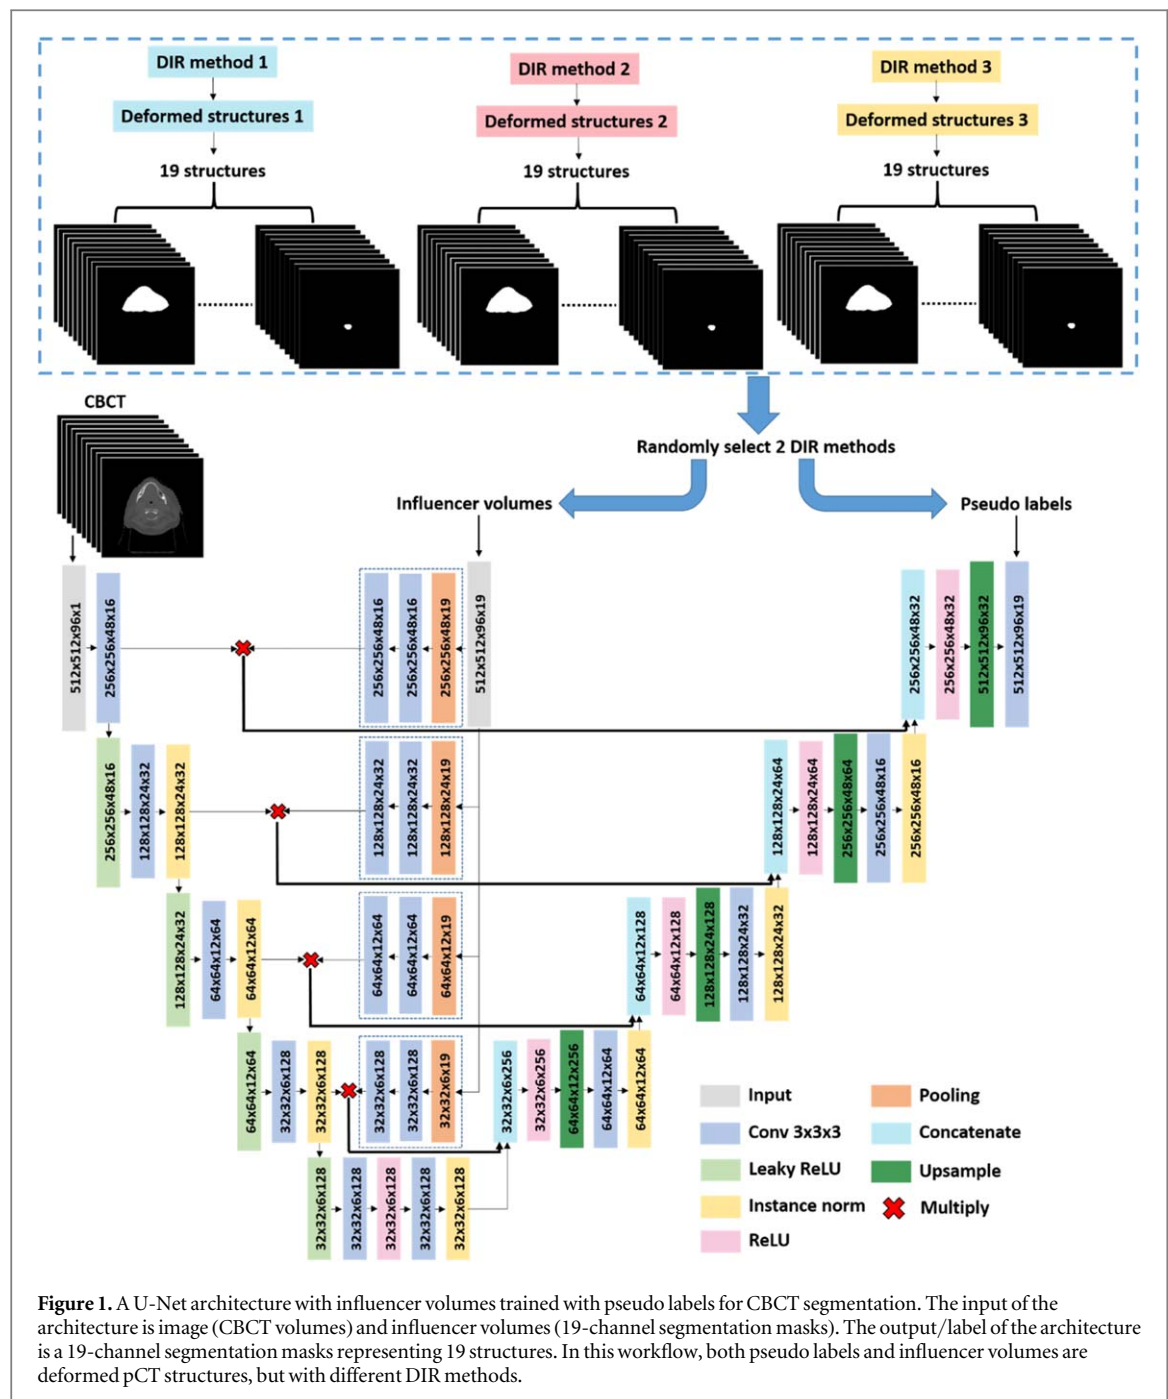 DIR method 1
DIR method 2
DIR method 3
Deformed structures 1
Deformed structures 2
Deformed structures 3
19 structures
19 structures
19 structures
CBCT
Randomly select 2 DIR methods
Influencer volumes
Pseudo labels
512x512x96x1
256x256x48x16
256x256x48x16
256x256x48x16
256x256x48x19
512x512x96x19
256x256x48x32
256x256x48x32
512x512x96x32
512x512x96x19
256x256x48x16
128x128x24x32
128x128x24x32
128x128x24x32
128x128x24x32
128x128x24x19
128x128x24x64
128x128x24x64
256x256x48x64
256x256x48x16
256x256x48x16
128x128x24x32
64x64x12x64
64x64x12x64
64x64x12x64
64x64x12x64
64x64x12x19
64x64x12x128
64x64x12x128
128x128x24x128
128x128x24x32
128x128x24x32
64x64x12x64
32x32x6x128
32x32x6x128
32x32x6x128
32x32x6x128
32x32x6x19
32x32x6x256
32x32x6x256
64x64x12x256
64x64x12x64
64x64x12x64
32x32x6x128
32x32x6x128
32x32x6x128
32x32x6x128
32x32x6x128
Input
Pooling
Conv 3x3x3
Concatenate
Leaky ReLU
Upsample
Instance norm
Multiply
ReLU
Figure 1. A U-Net architecture with influencer volumes trained with pseudo labels for CBCT segmentation. The input of the
architecture is image (CBCT volumes) and influencer volumes (19-channel segmentation masks). The output/label of the architecture
is a 19-channel segmentation masks representing 19 structures. In this workflow, both pseudo labels and influencer volumes are
deformed pCT structures, but with different DIR methods.